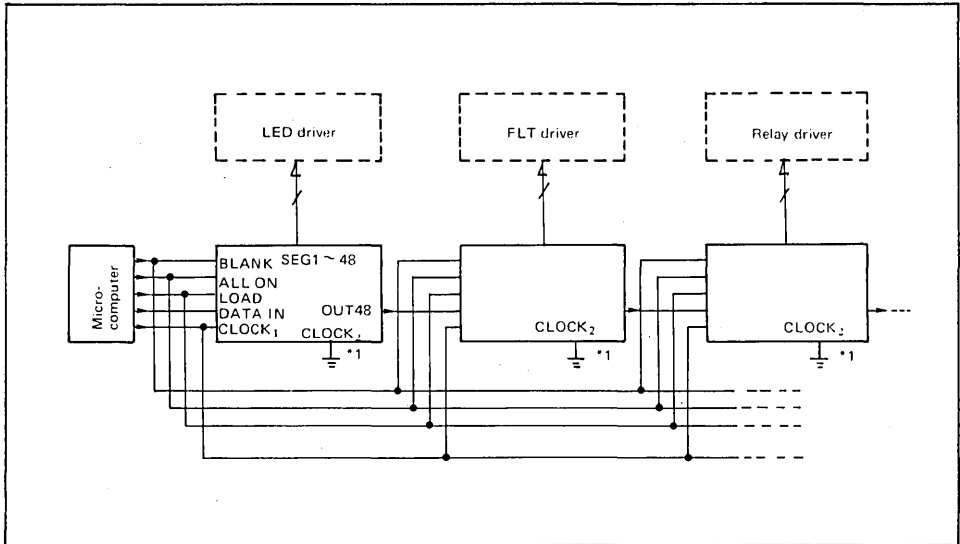 LED driver
FLT driver
Relay driver
Micro-
computer
BLANK SEG1 ~ 48
ALL ON
LOAD
DATA IN OUT48
CLOCK1 CLOCK2
*1
CLOCK2
*1
CLOCK2
*1